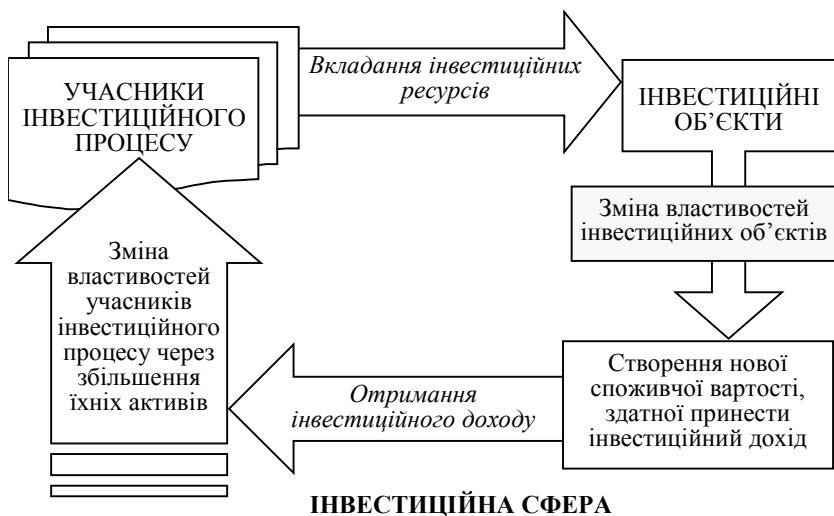 УЧАСНИКИ
ІНВЕСТИЦІЙНОГО
ПРОЦЕСУ
Вкладання інвестиційних
ресурсів
ІНВЕСТИЦІЙНІ
ОБ’ЄКТИ
Зміна властивостей
інвестиційних об’єктів
Створення нової
споживчої вартості,
здатної принести
інвестиційний дохід
Отримання
інвестиційного доходу
Зміна
властивостей
учасників
інвестиційного
процесу через
збільшення
їхніх активів
ІНВЕСТИЦІЙНА СФЕРА